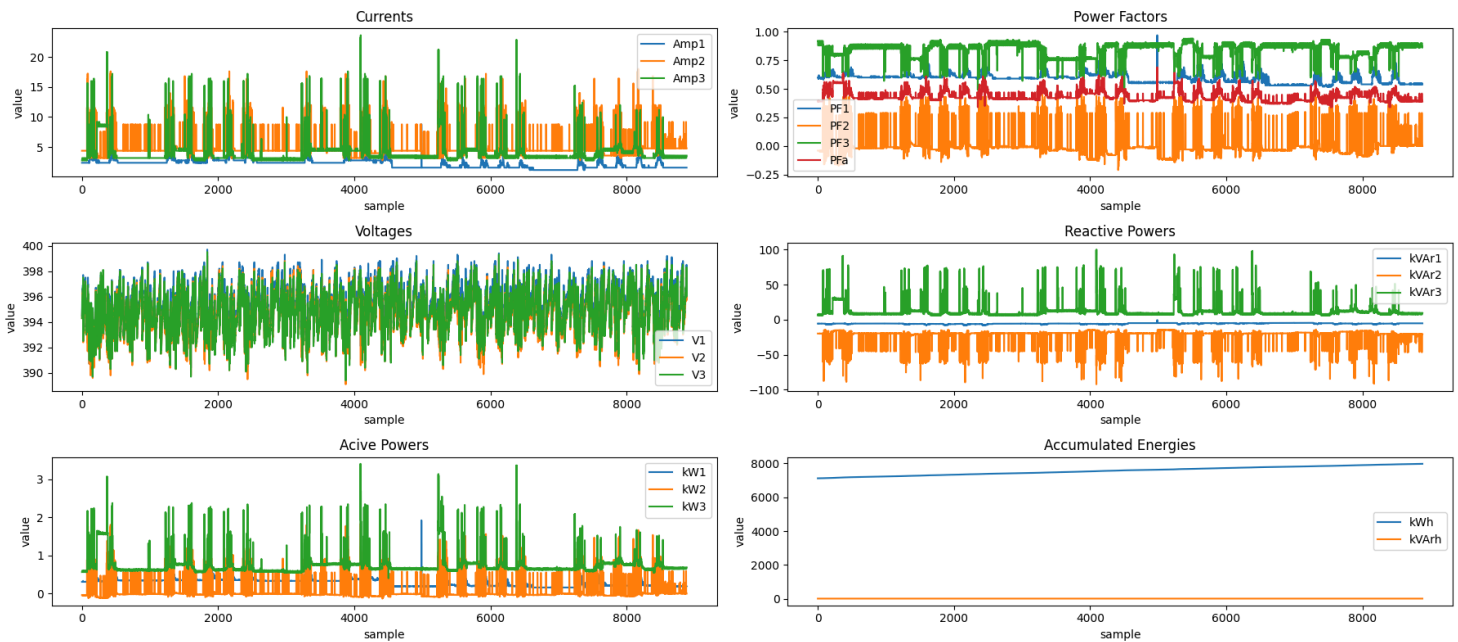 Currents
value
20
15
10
5
0 2000 4000 6000 8000
sample
Amp1
Amp2
Amp3
Power Factors
value
1.00
0.75
0.50
0.25
0.00
-0.25
0 2000 4000 6000 8000
sample
PF1
PF2
PF3
PFa
Voltages
value
400
398
396
394
392
390
0 2000 4000 6000 8000
sample
V1
V2
V3
Reactive Powers
value
100
50
0
−50
−100
0 2000 4000 6000 8000
sample
kVAr1
kVAr2
kVAr3
Acive Powers
value
3
2
1
0
0 2000 4000 6000 8000
sample
kW1
kW2
kW3
Accumulated Energies
value
8000
6000
4000
2000
0
0 2000 4000 6000 8000
sample
kWh
kVArh